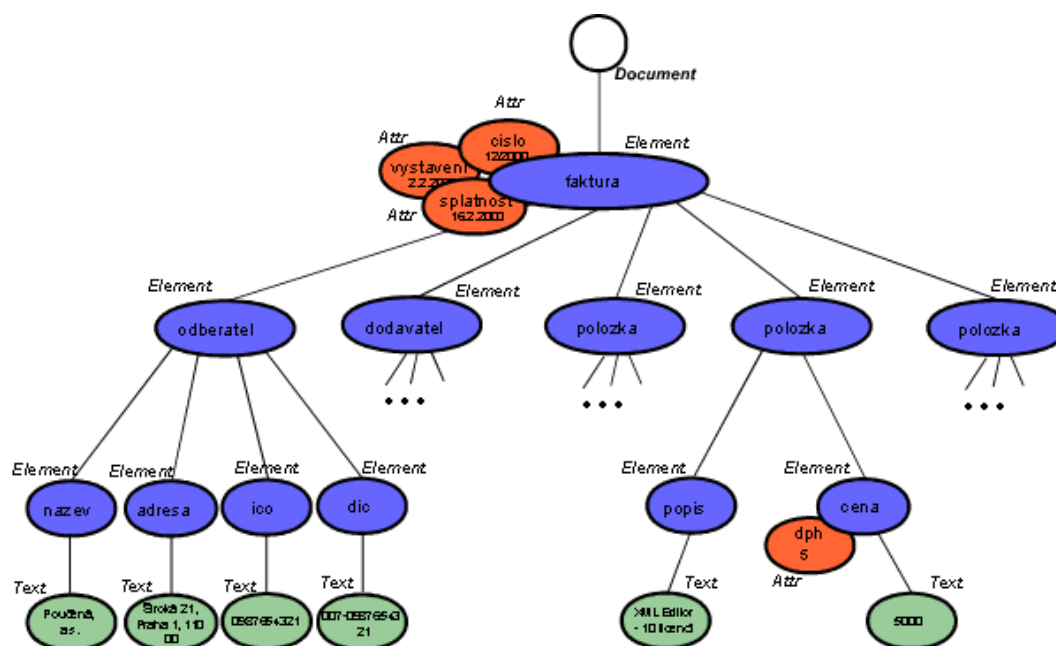 Document
Attr
Element
Attr
cislo
12/2000
vystaveni
faktura
splatnost
16.2.2000
Attr
Element
Element
Element
Element
Element
odberatel
dodavatel
polozka
polozka
polozka
Element
Element
Element
Element
Element
Element
nazev
adresa
ico
dic
popis
cena
dph
5
Attr
Text
Text
Text
Text
Text
Text
a.s.
Široká 21,
Praha 1, 110
00
0987654321
007-09876543
21
XML Editor
- 10 licencí
5000